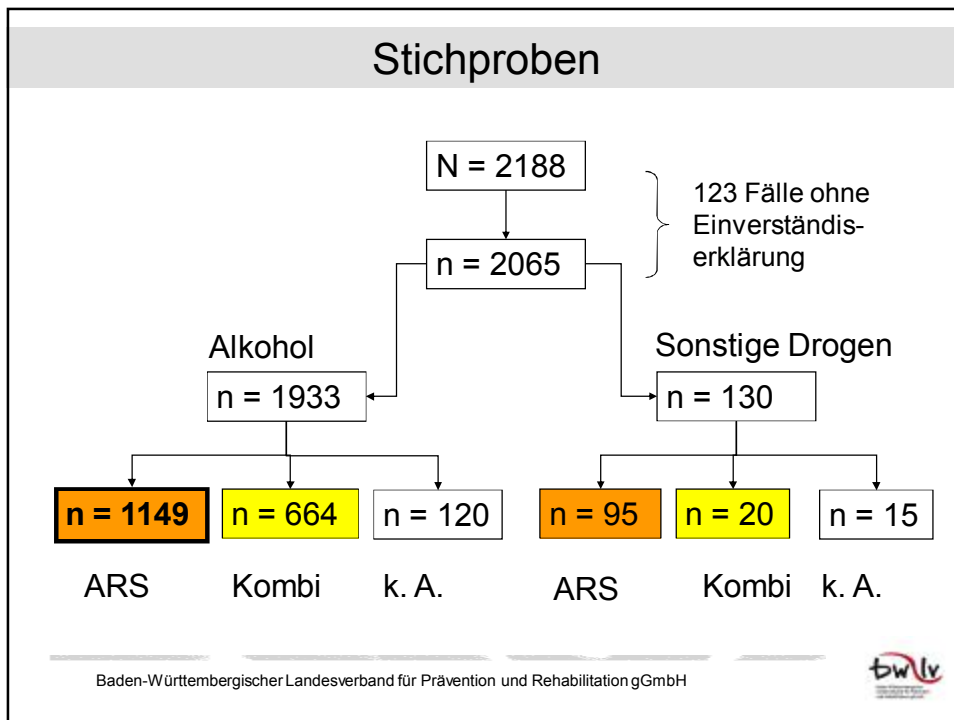 Stichproben
N = 2188
123 Fälle ohne
Einverständis-
erklärung
n = 2065
Alkohol
Sonstige Drogen
n = 1933
n = 130
n = 1149
n = 664
n = 120
n = 95
n = 20
n = 15
ARS
Kombi
k. A.
ARS
Kombi
k. A.
Baden-Württembergischer Landesverband für Prävention und Rehabilitation gGmbH
bwlv